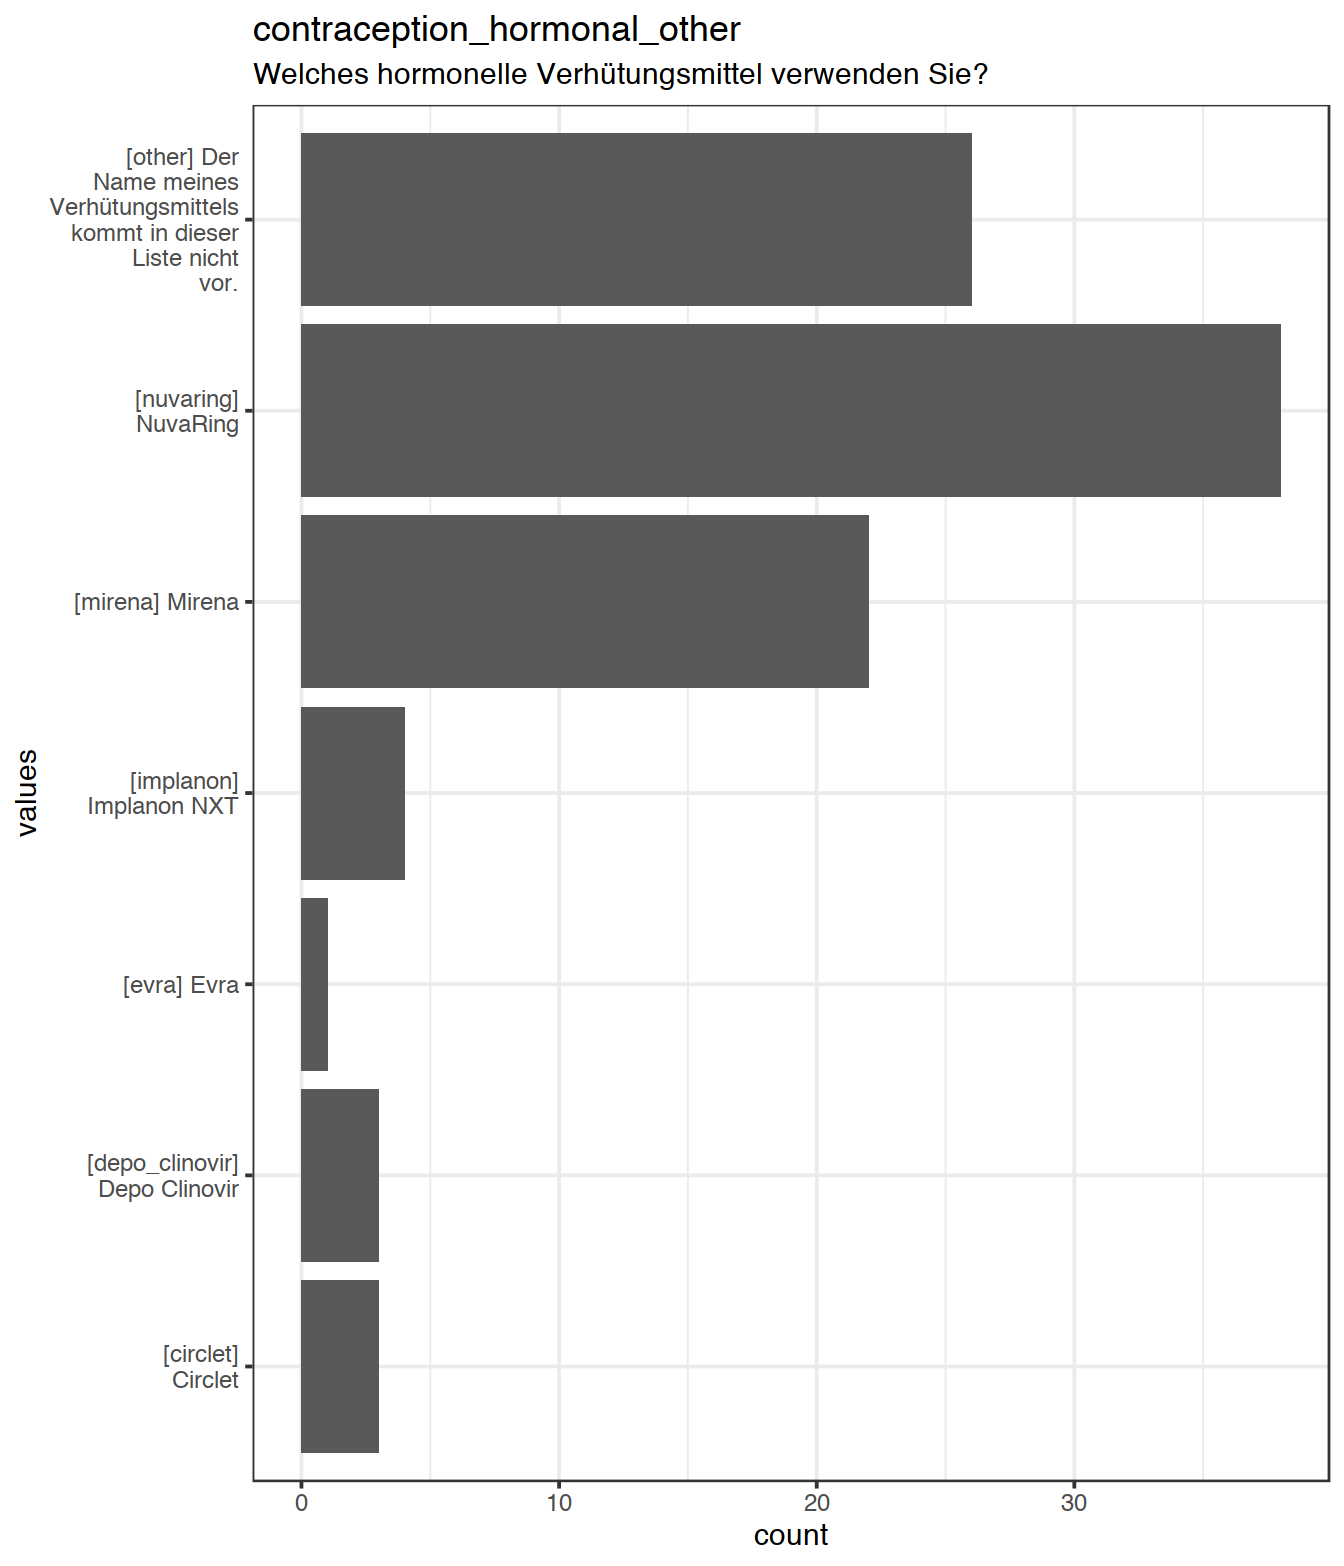 contraception_hormonal_other
Welches hormonelle Verhütungsmittel verwenden Sie?
[other] Der
Name meines
Verhütungsmittels
kommt in dieser
Liste nicht
vor.
[nuvaring]
NuvaRing
[mirena] Mirena
[implanon]
Implanon NXT
[evra] Evra
[depo_clinovir]
Depo Clinovir
[circlet]
Circlet
values
0 10 20 30
count